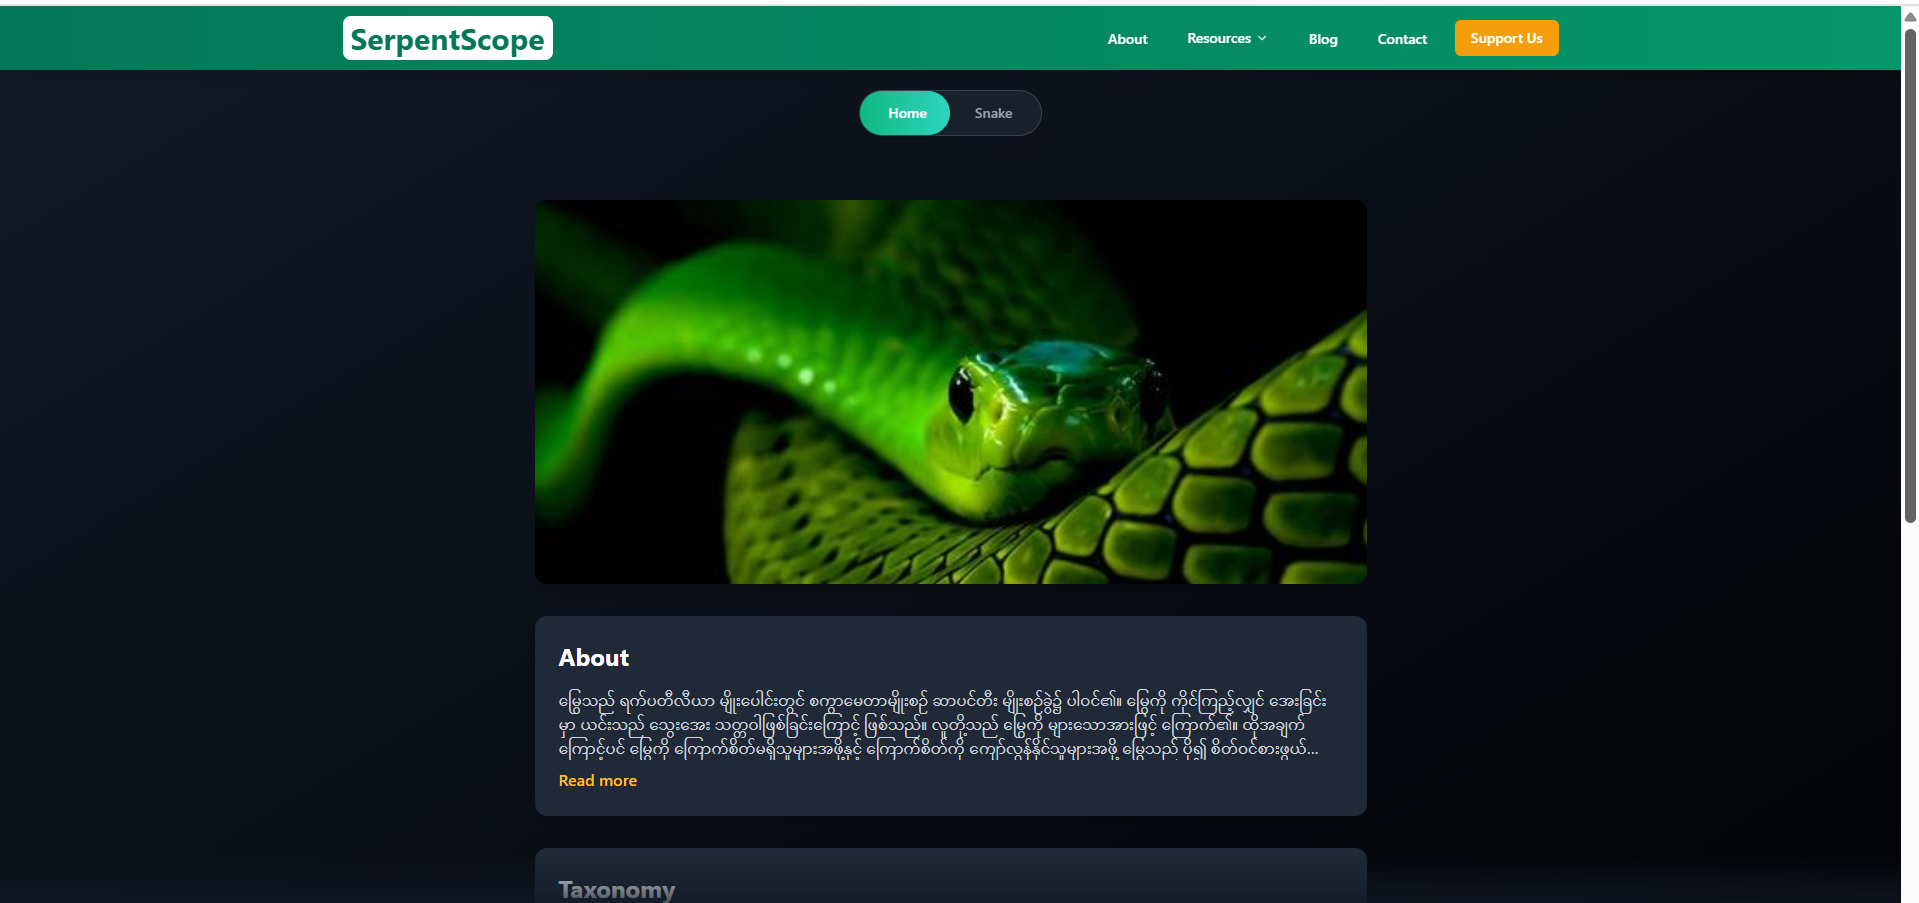 SerpentScope
About
Resources
Blog
Contact
Support Us
Home
Snake
About
မြွေသည် ရက်ပတီလီယာ မျိုးပေါင်းတွင် စကွာမေတာမျိုးစဉ် ဆာပင်တီး မျိုးစဉ်ခွဲ၌ ပါဝင်၏။ မြွေကို ကိုင်ကြည့်လျှင် အေးခြင်း
မှာ ယင်းသည် သွေးအေး သတ္တဝါဖြစ်ခြင်းကြောင့် ဖြစ်သည်။ လူတို့သည် မြွေကို များသောအားဖြင့် ကြောက်၏။ ထိုအချက်
ကြောင့်ပင် မြွေကို ကြောက်စိတ်မရှိသူများအဖို့နှင့် ကြောက်စိတ်ကို ကျော်လွန်နိုင်သူများအဖို့ မြွေသည် ပို၍ စိတ်ဝင်စားဖွယ်...
Read more
Taxonomy